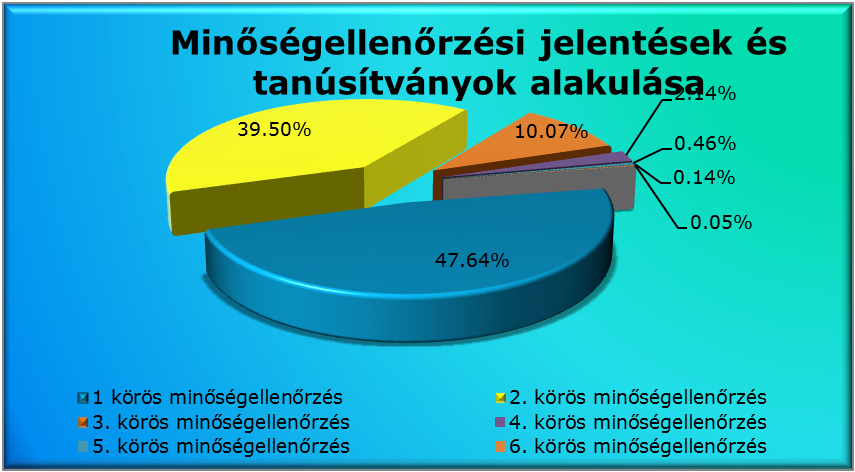 Minőségellenőrzési jelentések és
tanúsítványok alakulása
2.14%
39.50%
10.07%
0.46%
0.14%
0.05%
47.64%
1 körös minőségellenőrzés
2. körös minőségellenőrzés
3. körös minőségellenőrzés
4. körös minőségellenőrzés
5. körös minőségellenőrzés
6. körös minőségellenőrzés